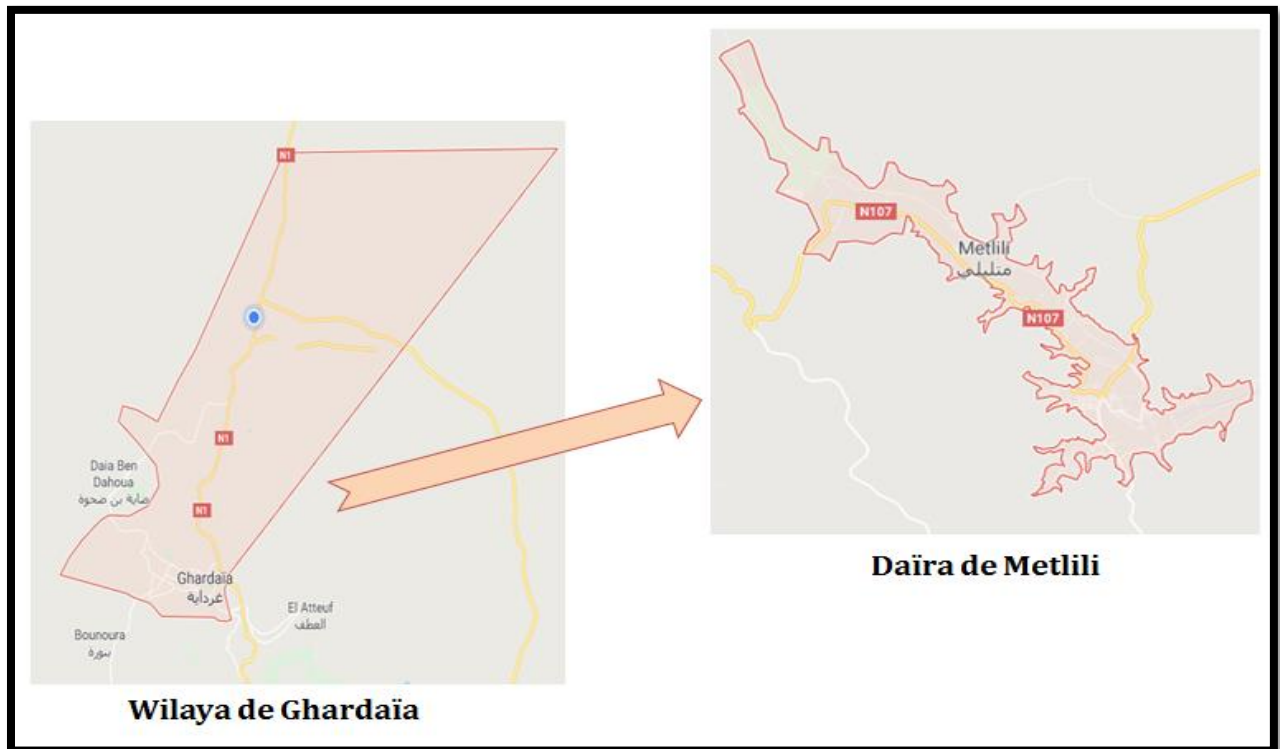 N1
N1
Daia Ben
Dahoua
ضاية بن ضحوة
N1
Ghardaïa
غرداية
El Atteuf
العطف
Bounoura
بنورة
Wilaya de Ghardaïa
N107
Metlili
متليلي
N107
Daïra de Metlili